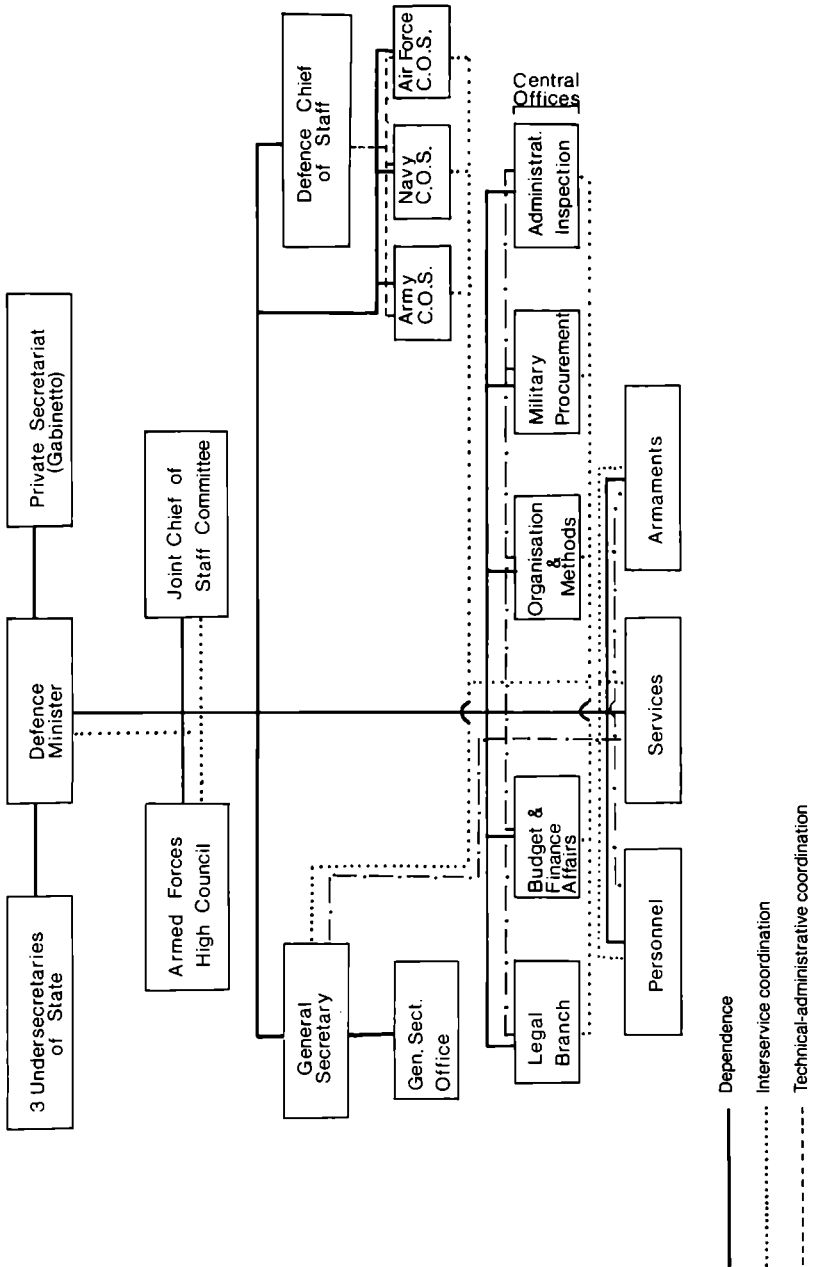 3 Undersecretaries
of State
Defence
Minister
Private Secretariat
(Gabinetto)
Armed Forces
High Council
Joint Chief of
Staff Committee
General
Secretary
Defence Chief
of Staff
Gen. Sect.
Office
Army
C.O.S.
Navy
C.O.S.
Air Force
C.O.S.
Central
Offices
Legal
Branch
Budget &
Finance
Affairs
Organisation
&
Methods
Military
Procurement
Administrat.
Inspection
Personnel
Services
Armaments
Dependence
Interservice coordination
Technical-administrative coordination